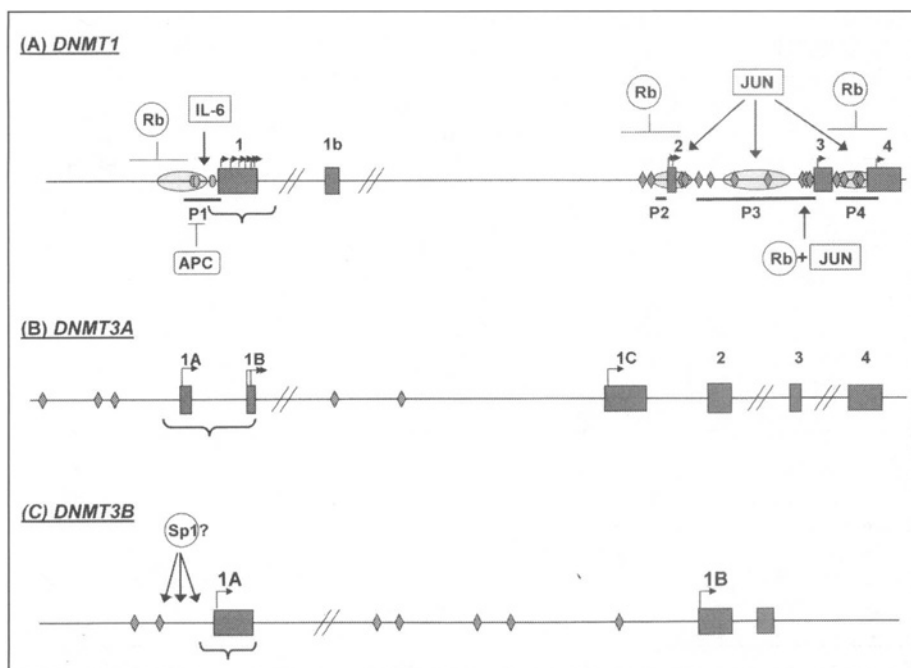 (A) DNMT1
Rb
IL-6
1
1b
Rb
JUN
Rb
2
3
4
P1
P2
P3
P4
APC
Rb + JUN
(B) DNMT3A
1A
1B
1C
2
3
4
(C) DNMT3B
Sp1?
1A
1B